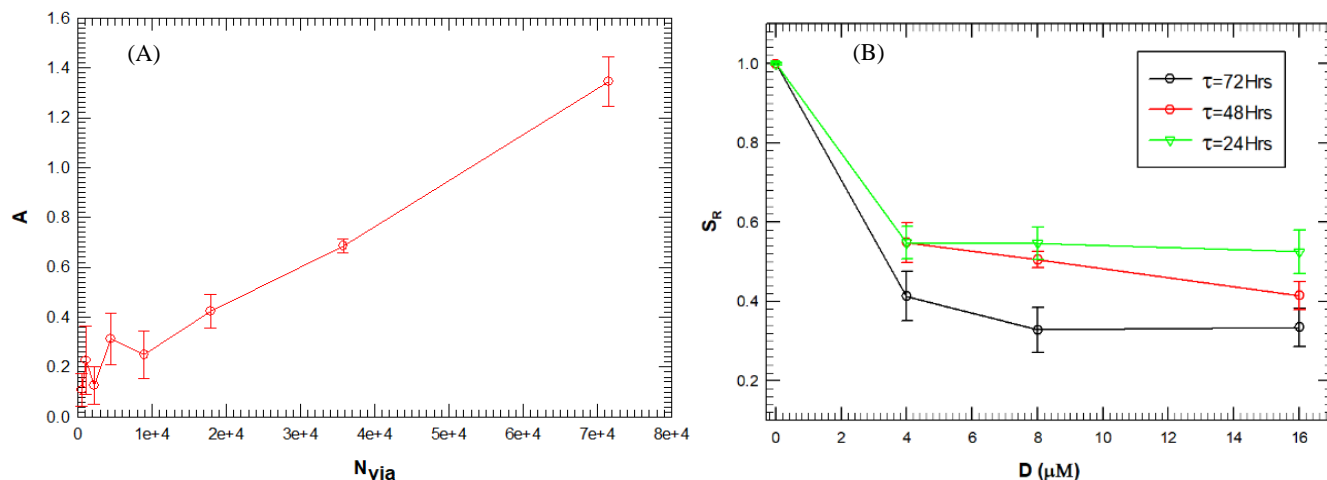 (A)
A
1.6
1.4
1.2
1.0
0.8
0.6
0.4
0.2
0.0
0 1e+4 2e+4 3e+4 4e+4 5e+4 6e+4 7e+4 8e+4
Nvia
(B)
SR
1.0
0.8
0.6
0.4
0.2
τ=72Hrs
τ=48Hrs
τ=24Hrs
0 2 4 6 8 10 12 14 16
D (μM)